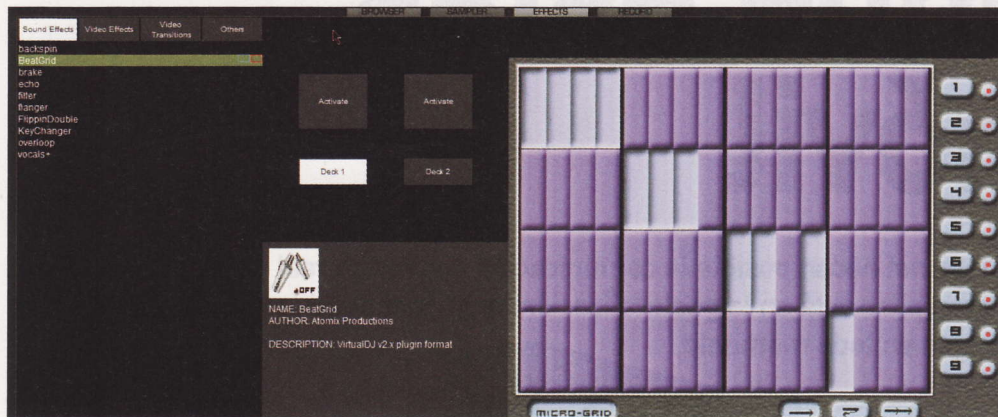 BROWSER SAMPLER EFFECTS RECORD
Sound Effects Video Effects Video Transitions Others
backspin
BeatGrid
brake
echo
filter
flanger
FlippinDouble
KeyChanger
overloop
vocals+
Activate Activate
Deck 1 Deck 2
OFF
NAME: BeatGrid
AUTHOR: Atomix Productions
DESCRIPTION: VirtualDJ v2.x plugin format
1
2
3
4
5
6
7
8
9
MICRO-GRID